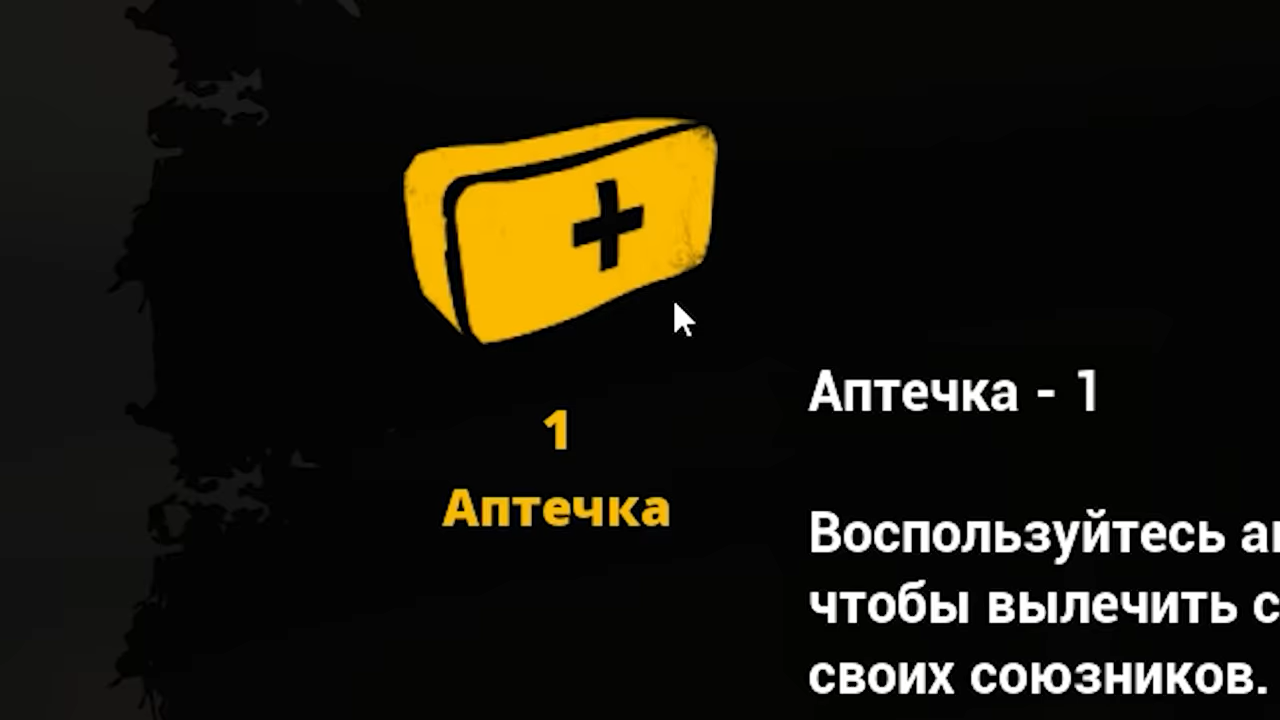 1
Аптечка
Аптечка - 1
Воспользуйтесь
чтобы вылечить
своих союзников.